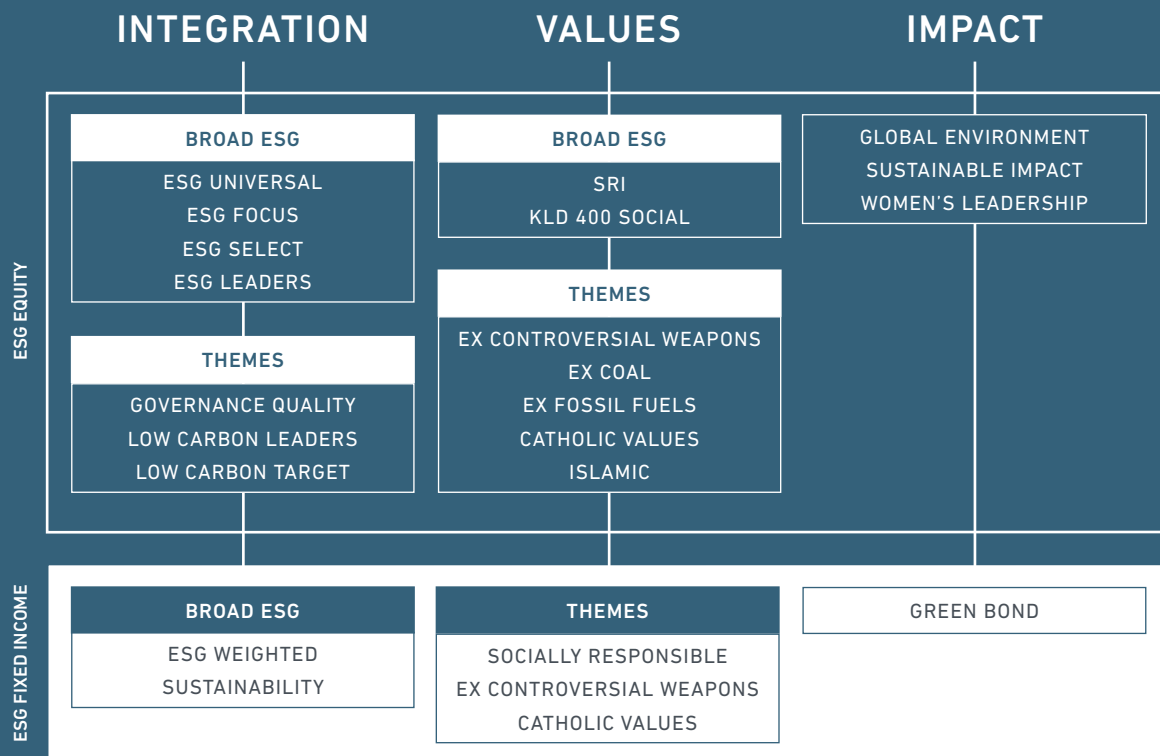 INTEGRATION
VALUES
IMPACT
ESG EQUITY
BROAD ESG
ESG UNIVERSAL
ESG FOCUS
ESG SELECT
ESG LEADERS
THEMES
GOVERNANCE QUALITY
LOW CARBON LEADERS
LOW CARBON TARGET
BROAD ESG
SRI
KLD 400 SOCIAL
THEMES
EX CONTROVERSIAL WEAPONS
EX COAL
EX FOSSIL FUELS
CATHOLIC VALUES
ISLAMIC
GLOBAL ENVIRONMENT
SUSTAINABLE IMPACT
WOMEN'S LEADERSHIP
ESG FIXED INCOME
BROAD ESG
ESG WEIGHTED
SUSTAINABILITY
THEMES
SOCIALLY RESPONSIBLE
EX CONTROVERSIAL WEAPONS
CATHOLIC VALUES
GREEN BOND